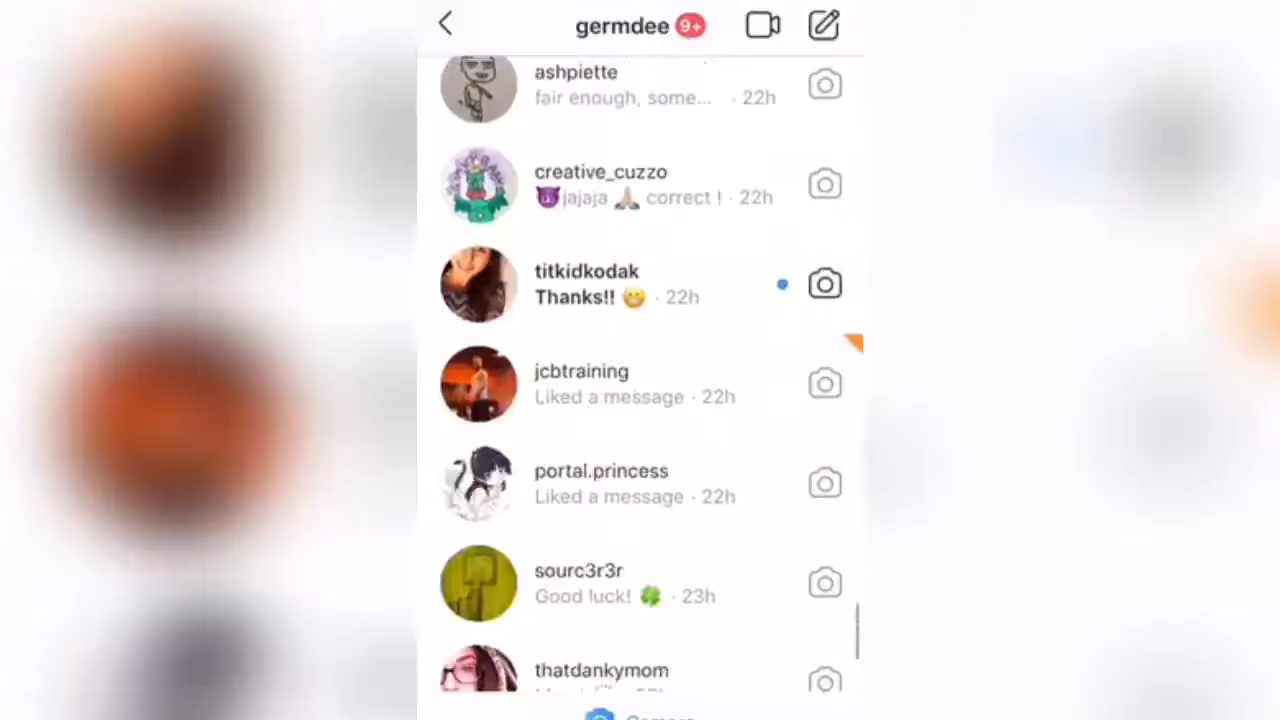 germdee 9+
ashpiette
fair enough, some... · 22h
creative_cuzzo
😈jajaja 🙏🏼 correct ! · 22h
titkidkodak
Thanks!! 😬 · 22h
jcbtraining
Liked a message · 22h
portal.princess
Liked a message · 22h
sourc3r3r
Good luck! 🍀 · 23h
thatdankymom